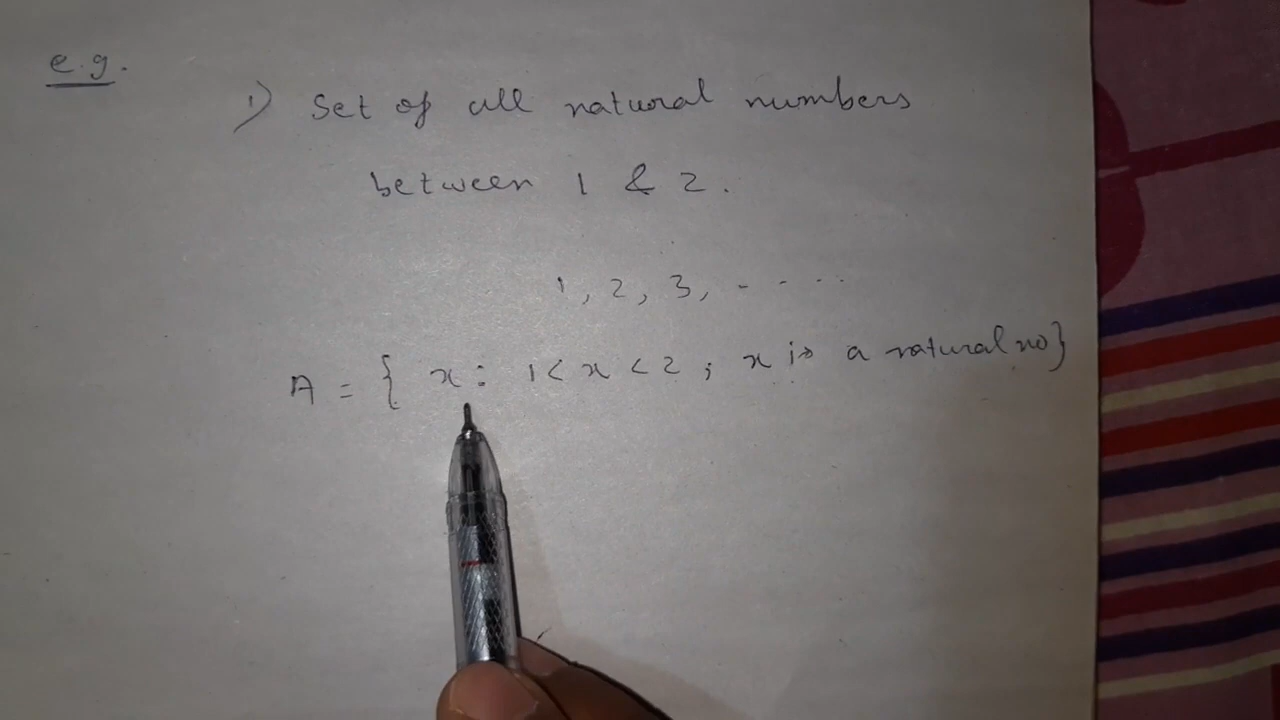 e.g.
1) Set of all natural numbers
between 1 & 2.
1, 2, 3, - - - -
A = { x : 1 < x < 2 ; x is a natural no }